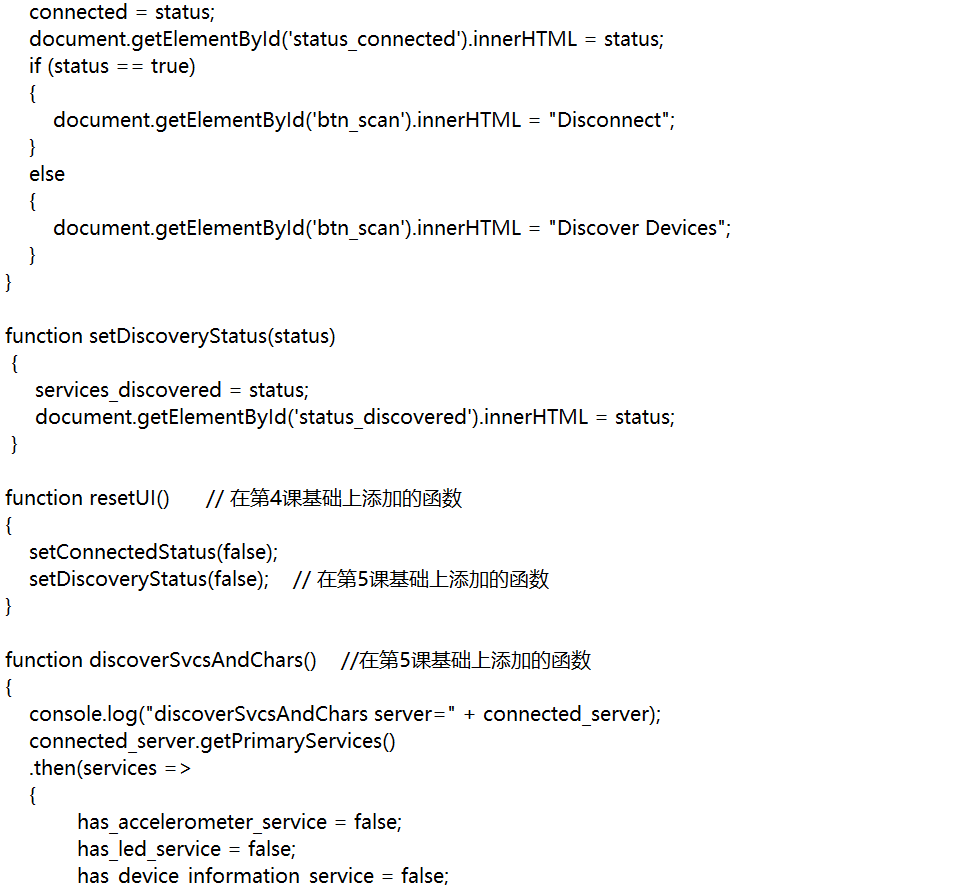 connected = status;
document.getElementById('status_connected').innerHTML = status;
if (status == true)
{
document.getElementById('btn_scan').innerHTML = "Disconnect";
}
else
{
document.getElementById('btn_scan').innerHTML = "Discover Devices";
}
}
function setDiscoveryStatus(status)
{
services_discovered = status;
document.getElementById('status_discovered').innerHTML = status;
}
function resetUI() // 在第4课基础上添加的函数
{
setConnectedStatus(false);
setDiscoveryStatus(false); // 在第5课基础上添加的函数
}
function discoverSvcsAndChars() //在第5课基础上添加的函数
{
console.log("discoverSvcsAndChars server=" + connected_server);
connected_server.getPrimaryServices()
.then(services =>
{
has_accelerometer_service = false;
has_led_service = false;
has_device_information_service = false;